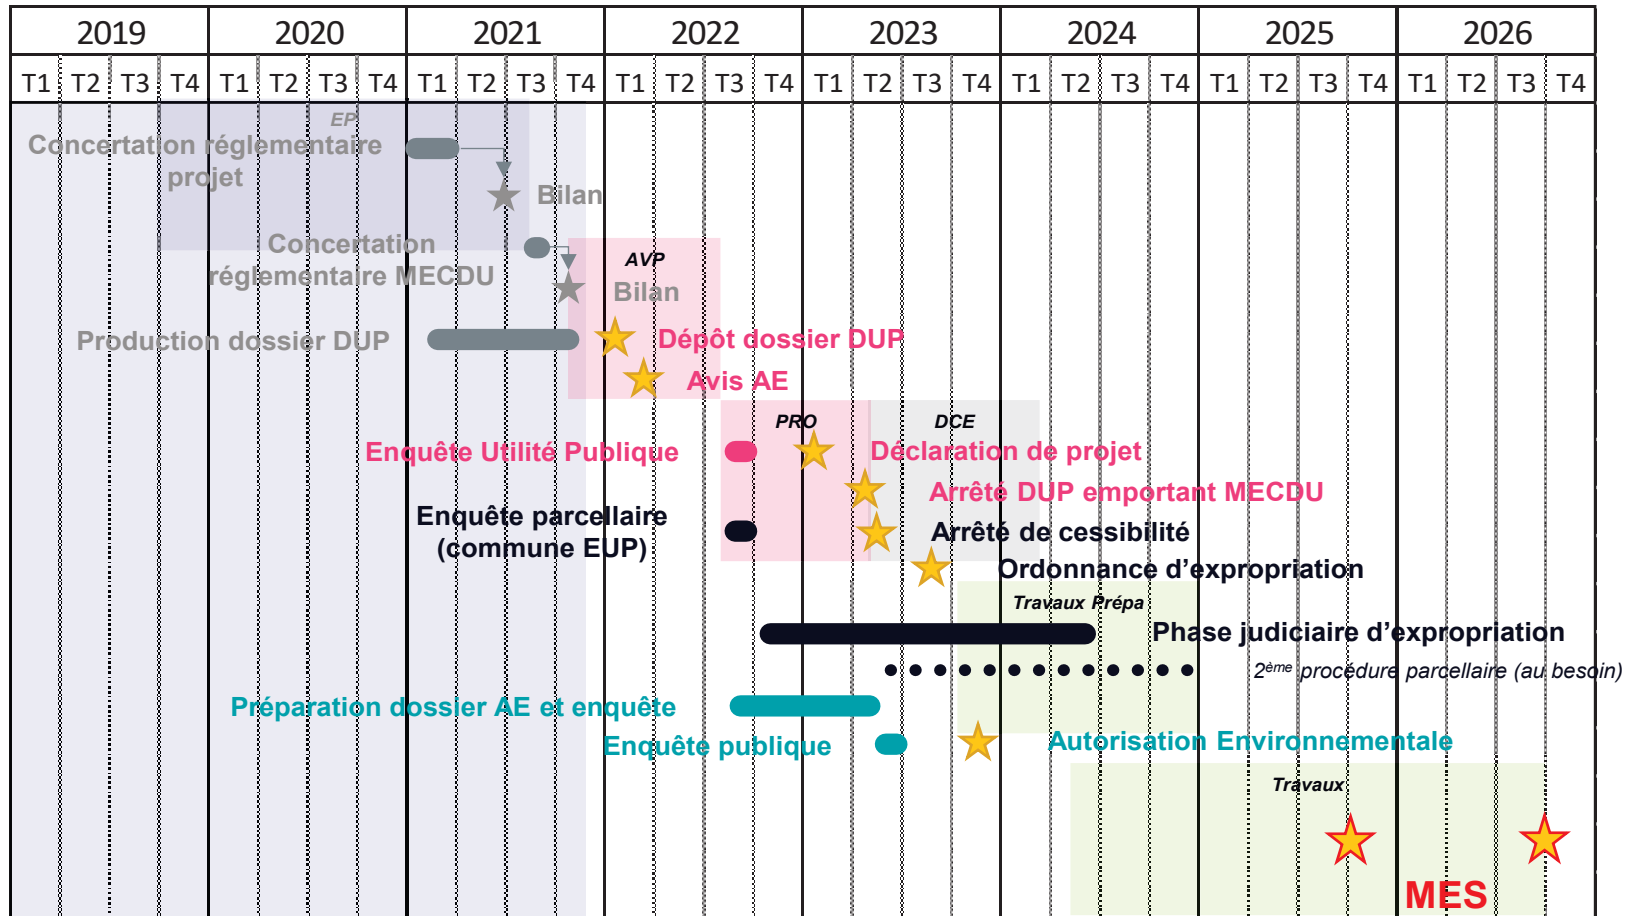 2019 2020 2021 2022 2023 2024 2025 2026
T1 T2 T3 T4 T1 T2 T3 T4 T1 T2 T3 T4 T1 T2 T3 T4 T1 T2 T3 T4 T1 T2 T3 T4 T1 T2 T3 T4 T1 T2 T3 T4
EP
Concertation réglementaire
projet
Bilan
Concertation
réglementaire MECDU
AVP
Bilan
Production dossier DUP
Dépôt dossier DUP
Avis AE
PRO
DCE
Enquête Utilité Publique
Déclaration de projet
Arrêté DUP emportant MECDU
Enquête parcellaire
(commune EUP)
Arrêté de cessibilité
Ordonnance d’expropriation
Travaux Prépa
Phase judiciaire d’expropriation
2ème procédure parcellaire (au besoin)
Préparation dossier AE et enquête
Enquête publique
Autorisation Environnementale
Travaux
MES